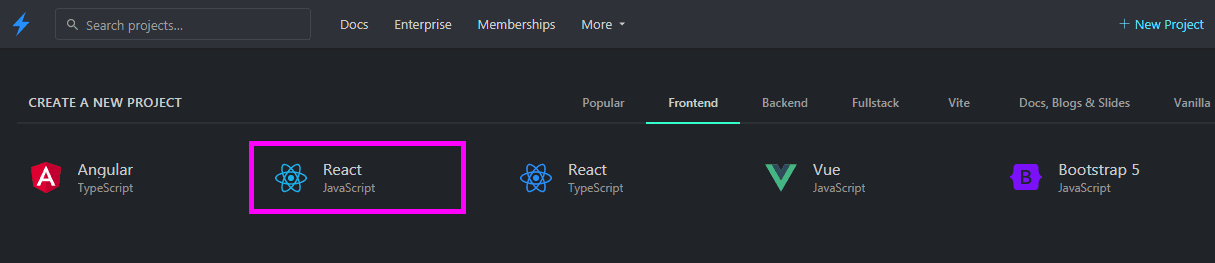 Search projects...
Docs
Enterprise
Memberships
More
+ New Project
CREATE A NEW PROJECT
Popular
Frontend
Backend
Fullstack
Vite
Docs, Blogs & Slides
Vanilla
Angular
TypeScript
React
JavaScript
React
TypeScript
Vue
JavaScript
B
Bootstrap 5
JavaScript